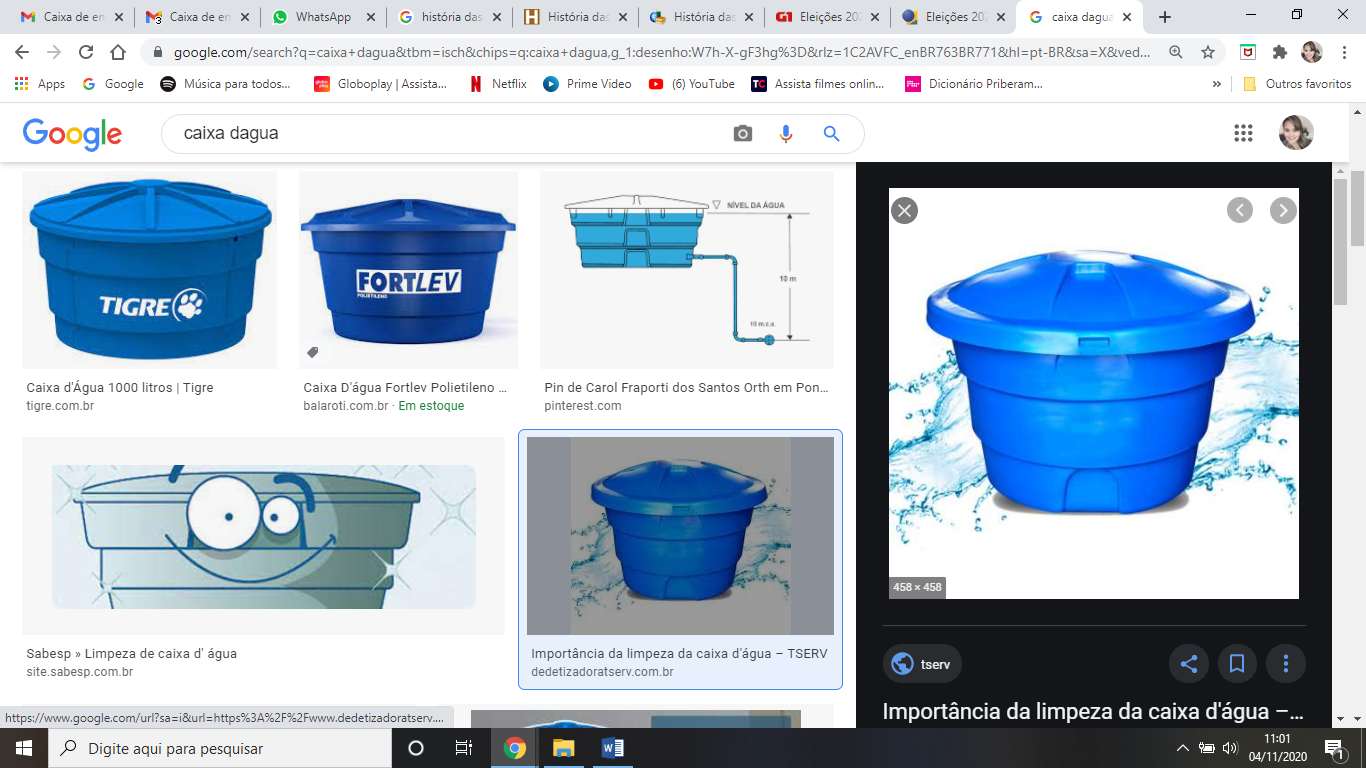 Caixa de en
Caixa de en
WhatsApp
história das
História das
História das
Eleições 202
Eleições 202
caixa dagua
google.com/search?q=caixa+dagua&tbm=isch&chips=q:caixa+dagua,g_1:desenho:W7h-X-gF3hg%3D&rlz=1C2AVFC_enBR763BR771&hl=pt-BR&sa=X&ved...
Apps
Google
Música para todos...
Globoplay | Assista...
Netflix
Prime Video
(6) YouTube
Assista filmes onlin...
Dicionário Priberam...
»
Outros favoritos
Google
caixa dagua
TIGRE
FORTLEV
POLIETILENO
NÍVEL DA ÁGUA
10 m
10 m.c.a.
Caixa d'Água 1000 litros | Tigre
tigre.com.br
Caixa D'água Fortlev Polietileno ...
balaroti.com.br · Em estoque
Pin de Carol Fraporti dos Santos Orth em Pon...
pinterest.com
Sabesp » Limpeza de caixa d' água
site.sabesp.com.br
Importância da limpeza da caixa d'água – TSERV
dedetizadoratserv.com.br
458 × 458
tserv
Importância da limpeza da caixa d'água –...
https://www.google.com/url?sa=i&url=https%3A%2F%2Fwww.dedetizadoratserv....
Digite aqui para pesquisar
11:01
04/11/2020
1